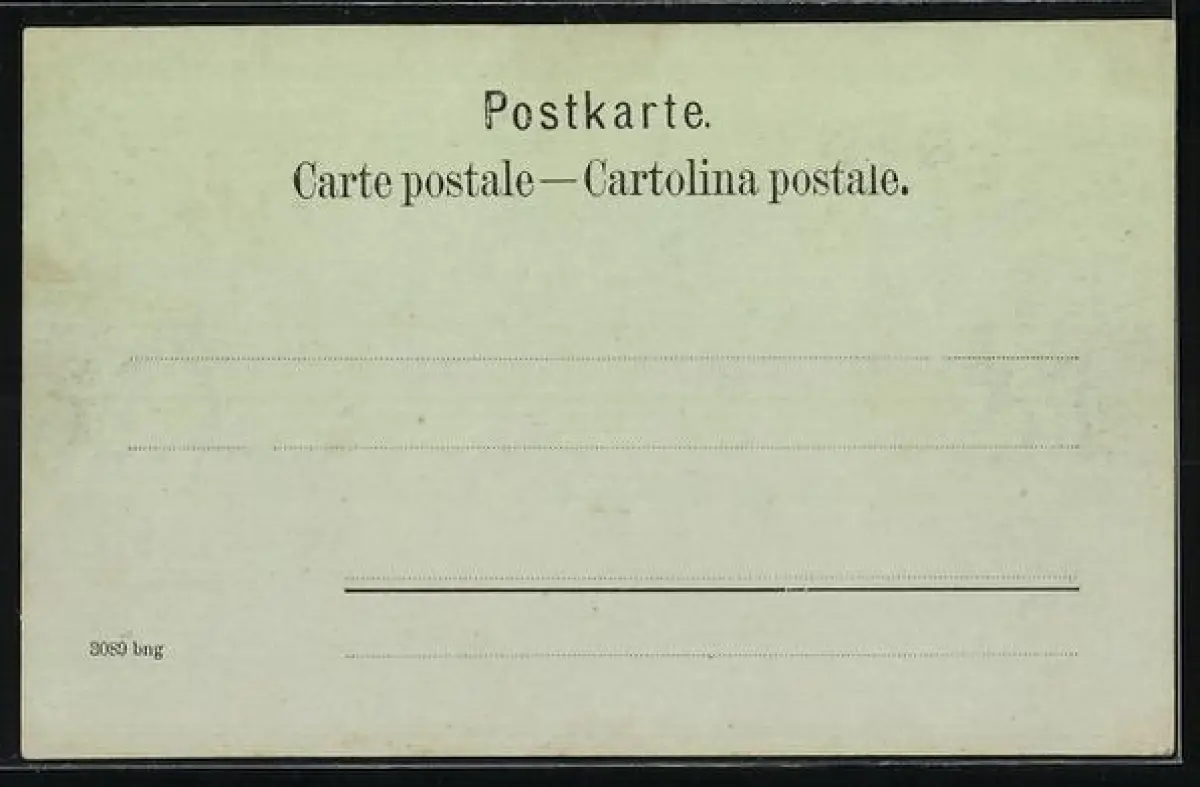 Postkarte.
Carte postale — Cartolina postale.
3089 bng